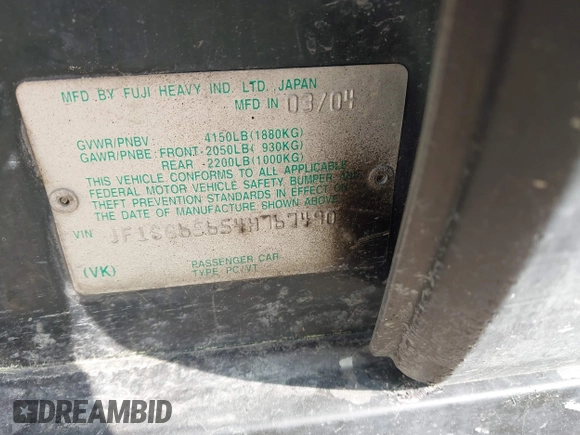 MFD BY FUJI HEAVY IND. LTD. JAPAN
MFD IN 03/04
GVWR/PNBV : 4150LB(1880KG)
GAWR/PNBE: FRONT-2050LB( 930KG)
REAR -2200LB(1000KG)
THIS VEHICLE CONFORMS TO ALL APPLICABLE
FEDERAL MOTOR VEHICLE SAFETY, BUMPER, AND
THEFT PREVENTION STANDARDS IN EFFECT ON
THE DATE OF MANUFACTURE SHOWN ABOVE.
VIN JF1SG65654H767490
(VK) PASSENGER CAR
TYPE PC/VT
DREAMBID